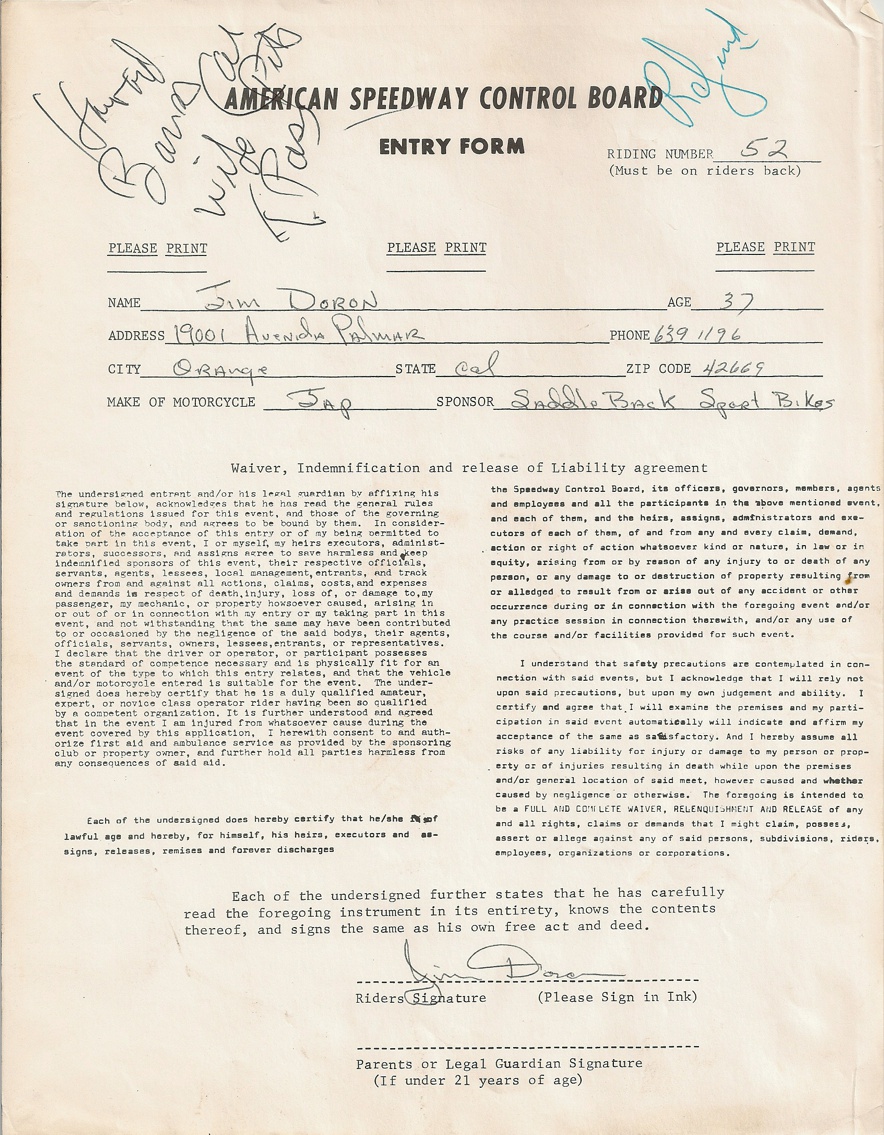 Howard
Banks Car
wife Pits
1 Pass
Refund
AMERICAN SPEEDWAY CONTROL BOARD
ENTRY FORM
RIDING NUMBER 52
(Must be on riders back)
PLEASE PRINT PLEASE PRINT PLEASE PRINT
NAME Jim DORON AGE 37
ADDRESS 19001 Avenida Palmar PHONE 639 1196
CITY Orange STATE Cal ZIP CODE 42669
MAKE OF MOTORCYCLE Jap SPONSOR Saddle Back Sport Bikes
Waiver, Indemnification and release of Liability agreement
The undersigned entrant and/or his legal guardian by affixing his
signature below, acknowledges that he has read the general rules
and regulations issued for this event, and those of the governing
or sanctioning body, and agrees to be bound by them. In consider-
ation of the acceptance of this entry or of my being permitted to
take part in this event, I or myself, my heirs executors, administ-
rators, successors, and assigns agree to save harmless and keep
indemnified sponsors of this event, their respective officials,
servants, agents, lessees, local management, entrants, and track
owners from and against all actions, claims, costs, and expenses
and demands is respect of death, injury, loss of, or damage to, my
passenger, my mechanic, or property howsoever caused, arising in
or out of or in connection with my entry or my taking part in this
event, and not withstanding that the same may have been contributed
to or occasioned by the negligence of the said bodys, their agents,
officials, servants, owners, lessees, entrants, or representatives.
I declare that the driver or operator, or participant possesses
the standard of competence necessary and is physically fit for an
event of the type to which this entry relates, and that the vehicle
and/or motorcycle entered is suitable for the event. The under-
signed does hereby certify that he is a duly qualified amateur,
expert, or novice class operator rider having been so qualified
by a competent organization. It is further understood and agreed
that in the event I am injured from whatsoever cause during the
event covered by this application, I herewith consent to and auth-
orize first aid and ambulance service as provided by the sponsoring
club or property owner, and further hold all parties harmless from
any consequences of said aid.
Each of the undersigned does hereby certify that he/she is of
lawful age and hereby, for himself, his heirs, executors and as-
signs, releases, remises and forever discharges
the Speedway Control Board, its officers, governors, members, agents
and employees and all the participants in the above mentioned event,
and each of them, and the heirs, assigns, administrators and exe-
cutors of each of them, of and from any and every claim, demand,
action or right of action whatsoever kind or nature, in law or in
equity, arising from or by reason of any injury to or death of any
person, or any damage to or destruction of property resulting from
or alleged to result from or arise out of any accident or other
occurrence during or in connection with the foregoing event and/or
any practice session in connection therewith, and/or any use of
the course and/or facilities provided for such event.
I understand that safety precautions are contemplated in con-
nection with said events, but I acknowledge that I will rely not
upon said precautions, but upon my own judgement and ability. I
certify and agree that I will examine the premises and my parti-
cipation in said event automatically will indicate and affirm my
acceptance of the same as satisfactory. And I hereby assume all
risks of any liability for injury or damage to my person or prop-
erty or of injuries resulting in death while upon the premises
and/or general location of said meet, however caused and whether
caused by negligence or otherwise. The foregoing is intended to
be a FULL AND COMPLETE WAIVER, RELENQUISHMENT AND RELEASE of any
and all rights, claims or demands that I might claim, possess,
assert or allege against any of said persons, subdivisions, riders,
employees, organizations or corporations.
Each of the undersigned further states that he has carefully
read the foregoing instrument in its entirety, knows the contents
thereof, and signs the same as his own free act and deed.
Jim Doron
Riders Signature (Please Sign in Ink)
Parents or Legal Guardian Signature
(If under 21 years of age)